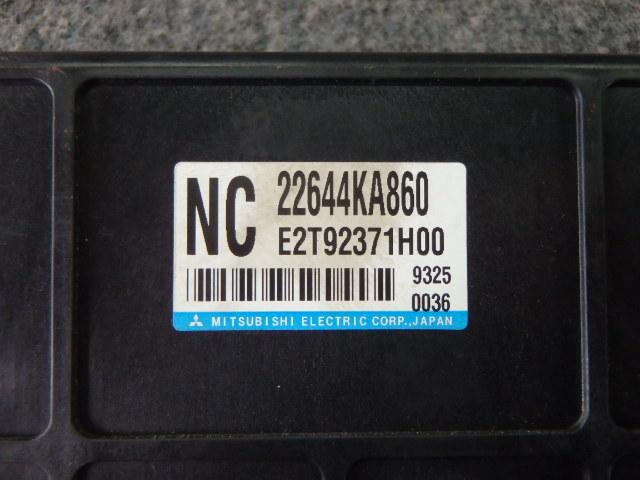 NC 22644KA860
E2T92371H00
9325
0036
MITSUBISHI ELECTRIC CORP., JAPAN